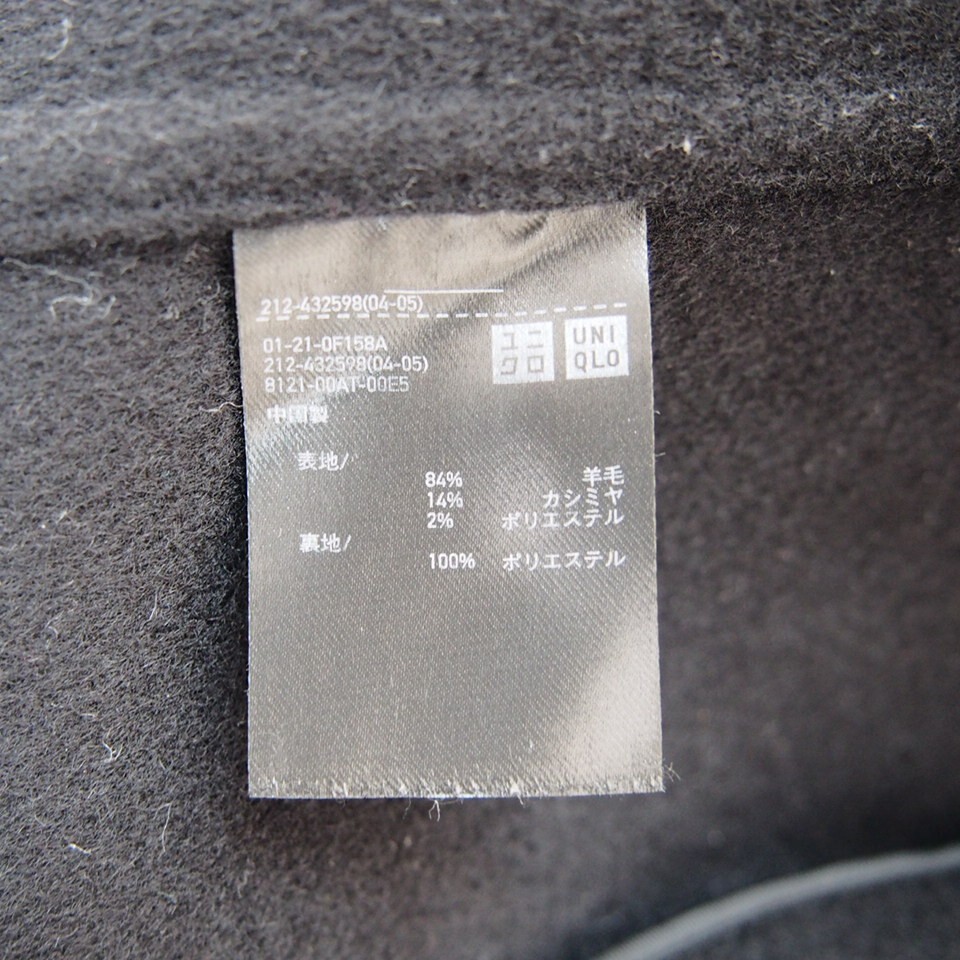 212-432598(04-05)
ユニ
クロ
UNI
QLO
01-21-0F158A
212-432598(04-05)
8121-00AT-00E5
中国製
表地/
84% 羊毛
14% カシミヤ
2% ポリエステル
裏地/
100% ポリエステル